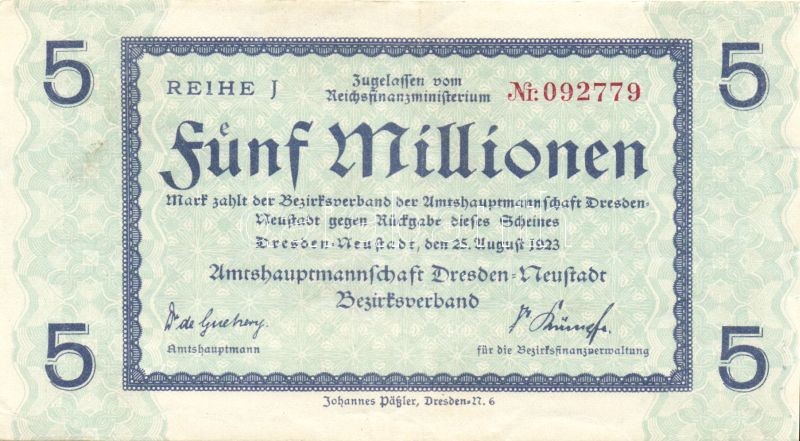 5 5
REIHE J
Zugelassen vom
Reichsfinanzministerium
Nr. 092779
Fünf Millionen
Mark zahlt der Bezirksverband der Amtshauptmannschaft Dresden-
Neustadt gegen Rückgabe dieses Scheines
Dresden-Neustadt, den 25. August 1923
Amtshauptmannschaft Dresden-Neustadt
Bezirksverband
Amtshauptmann
für die Bezirksfinanzverwaltung
5 5
Johannes Päßler, Dresden-N. 6